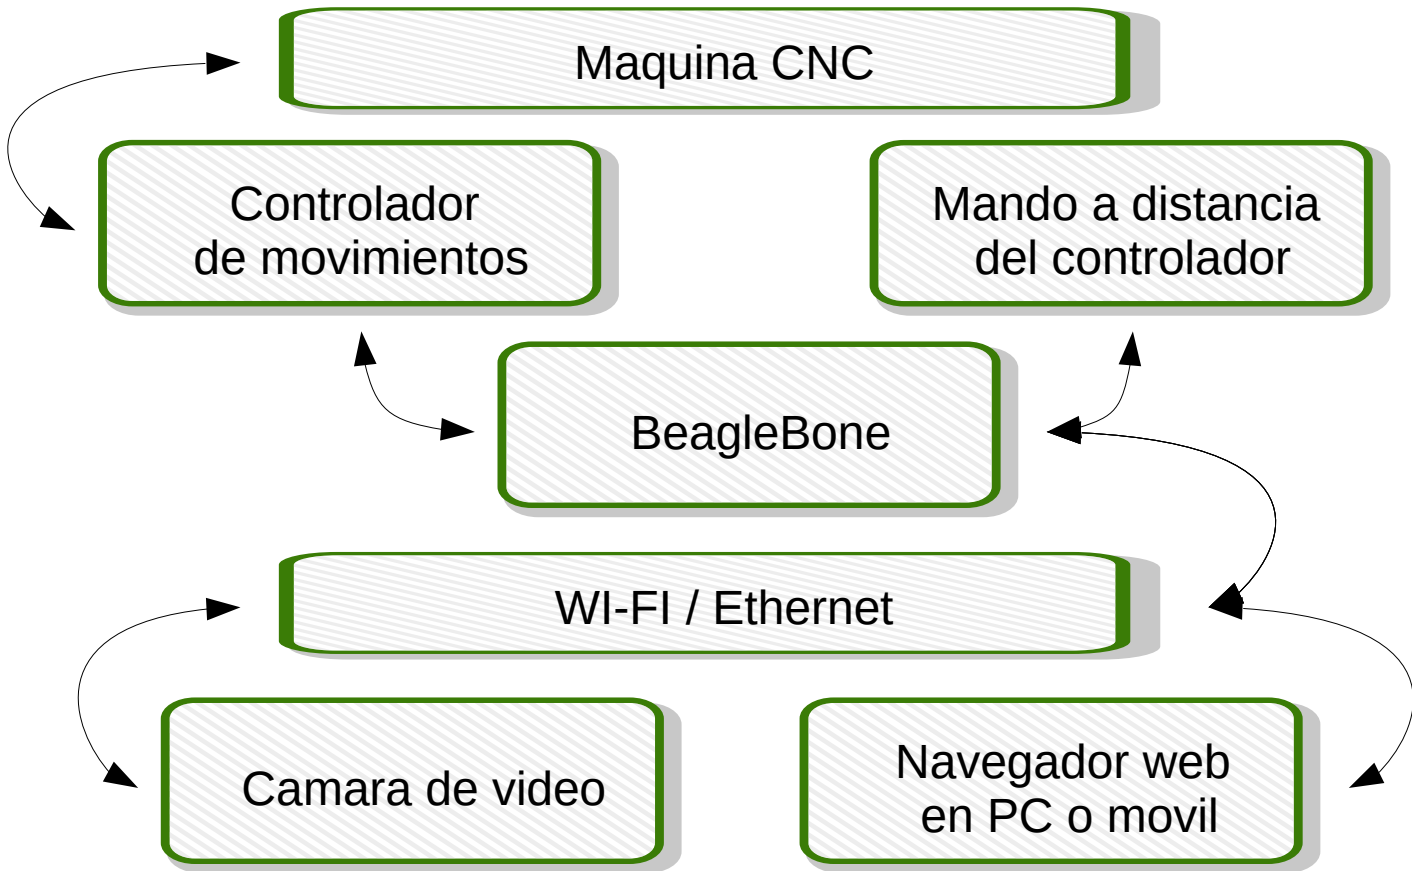 Maquina CNC
Controlador
de movimientos
Mando a distancia
del controlador
BeagleBone
WI-FI / Ethernet
Camara de video
Navegador web
en PC o movil